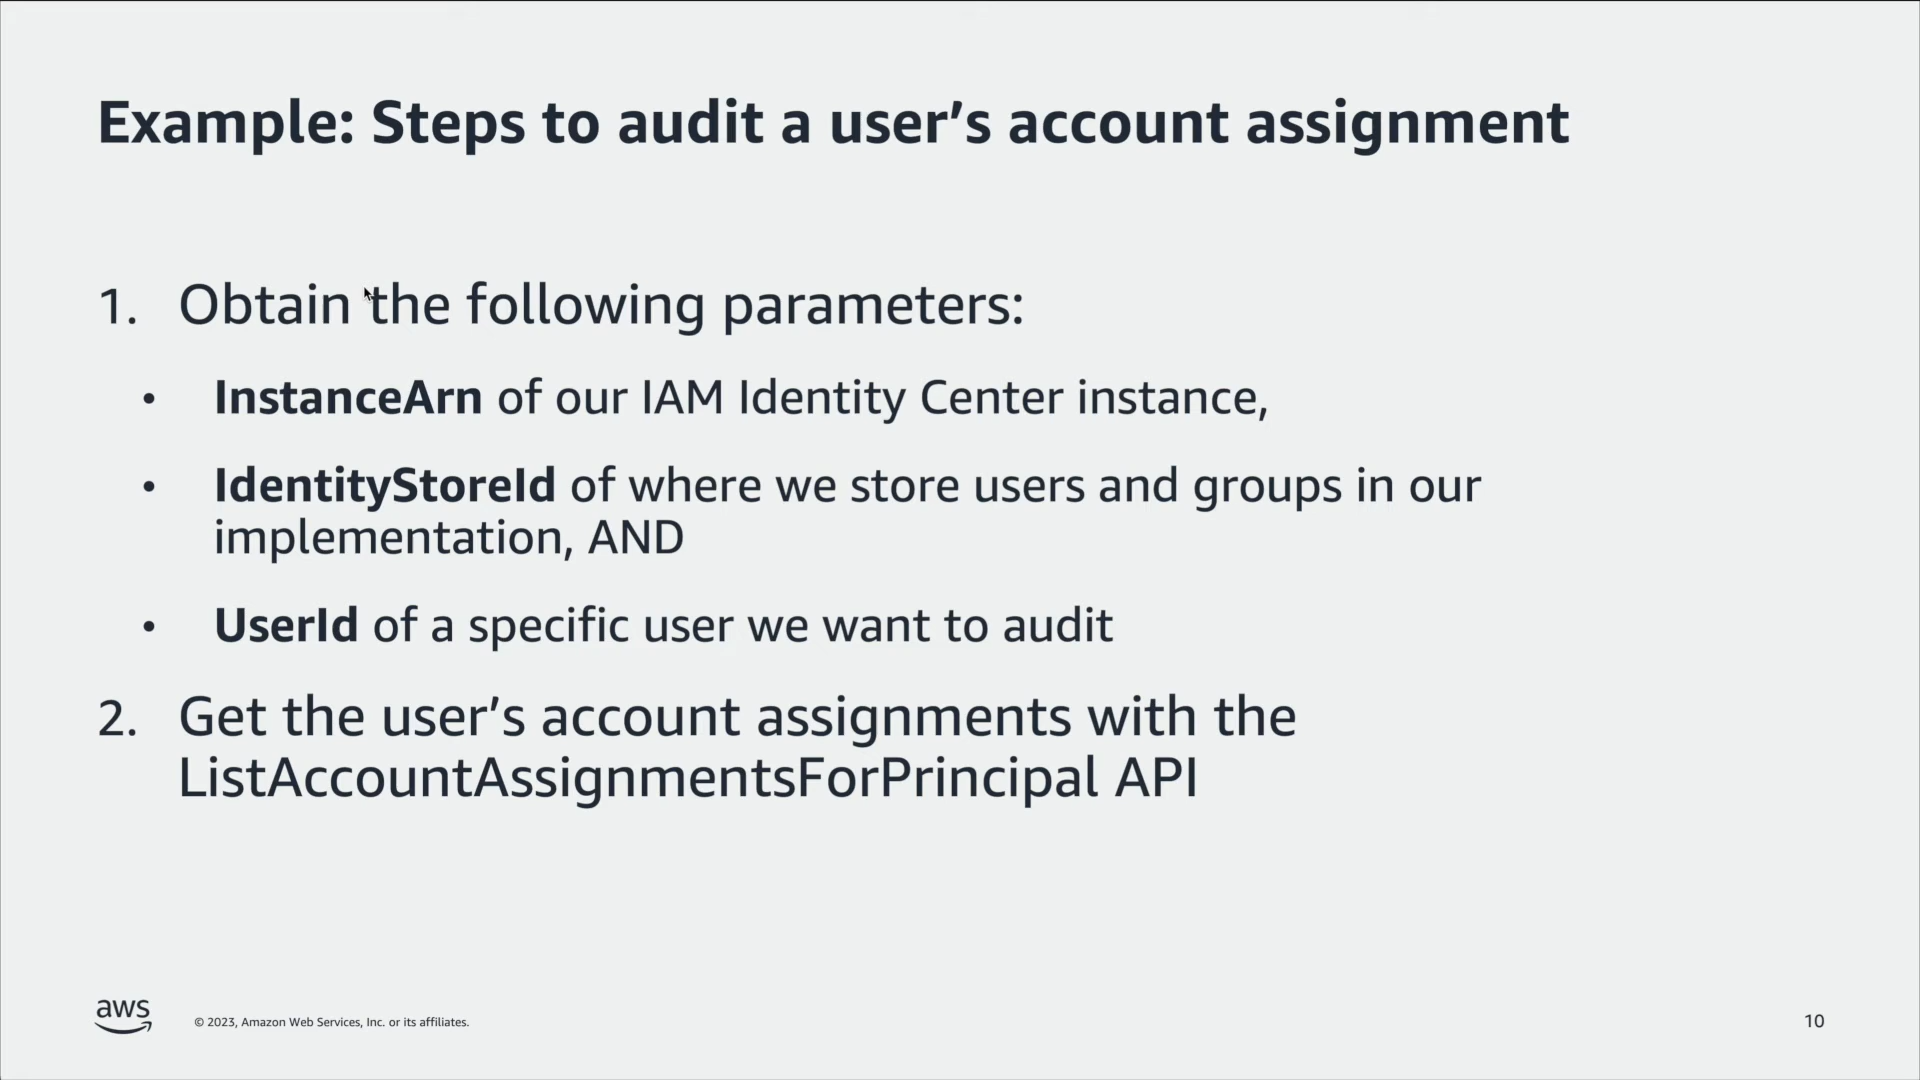 Example: Steps to audit a user’s account assignment
1. Obtain the following parameters:
• InstanceArn of our IAM Identity Center instance,
• IdentityStoreId of where we store users and groups in our
implementation, AND
• UserId of a specific user we want to audit
2. Get the user’s account assignments with the
ListAccountAssignmentsForPrincipal API
aws
© 2023, Amazon Web Services, Inc. or its affiliates.
10